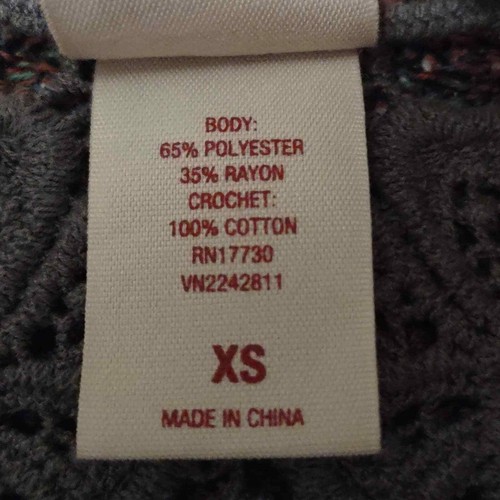 BODY:
65% POLYESTER
35% RAYON
CROCHET:
100% COTTON
RN17730
VN2242811
XS
MADE IN CHINA